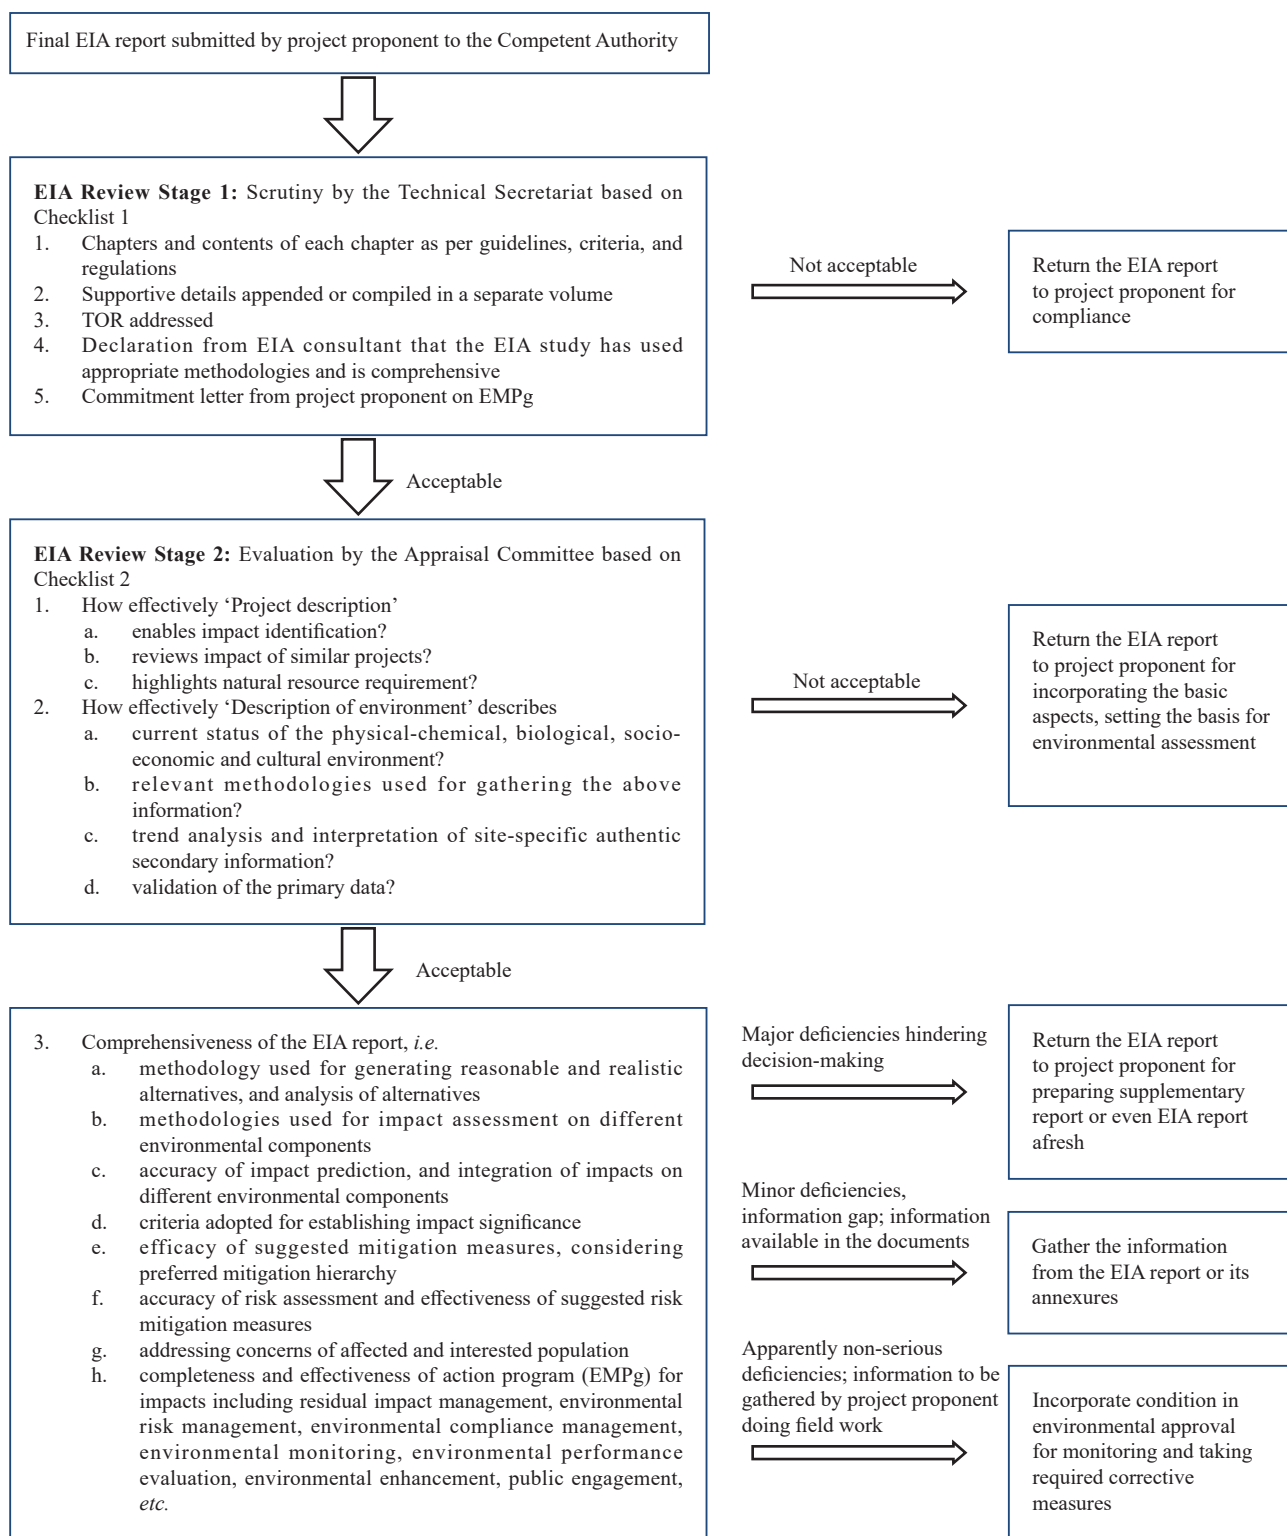 Final EIA report submitted by project proponent to the Competent Authority
EIA Review Stage 1: Scrutiny by the Technical Secretariat based on
Checklist 1
1. Chapters and contents of each chapter as per guidelines, criteria, and
regulations
2. Supportive details appended or compiled in a separate volume
3. TOR addressed
4. Declaration from EIA consultant that the EIA study has used
appropriate methodologies and is comprehensive
5. Commitment letter from project proponent on EMPg
Not acceptable
Return the EIA report
to project proponent for
compliance
Acceptable
EIA Review Stage 2: Evaluation by the Appraisal Committee based on
Checklist 2
1. How effectively ‘Project description’
a. enables impact identification?
b. reviews impact of similar projects?
c. highlights natural resource requirement?
2. How effectively ‘Description of environment’ describes
a. current status of the physical-chemical, biological, socio-
economic and cultural environment?
b. relevant methodologies used for gathering the above
information?
c. trend analysis and interpretation of site-specific authentic
secondary information?
d. validation of the primary data?
Not acceptable
Return the EIA report
to project proponent for
incorporating the basic
aspects, setting the basis for
environmental assessment
Acceptable
3. Comprehensiveness of the EIA report, i.e.
a. methodology used for generating reasonable and realistic
alternatives, and analysis of alternatives
b. methodologies used for impact assessment on different
environmental components
c. accuracy of impact prediction, and integration of impacts on
different environmental components
d. criteria adopted for establishing impact significance
e. efficacy of suggested mitigation measures, considering
preferred mitigation hierarchy
f. accuracy of risk assessment and effectiveness of suggested risk
mitigation measures
g. addressing concerns of affected and interested population
h. completeness and effectiveness of action program (EMPg) for
impacts including residual impact management, environmental
risk management, environmental compliance management,
environmental monitoring, environmental performance
evaluation, environmental enhancement, public engagement,
etc.
Major deficiencies hindering
decision-making
Return the EIA report
to project proponent for
preparing supplementary
report or even EIA report
afresh
Minor deficiencies,
information gap; information
available in the documents
Gather the information
from the EIA report or its
annexures
Apparently non-serious
deficiencies; information to be
gathered by project proponent
doing field work
Incorporate condition in
environmental approval
for monitoring and taking
required corrective
measures